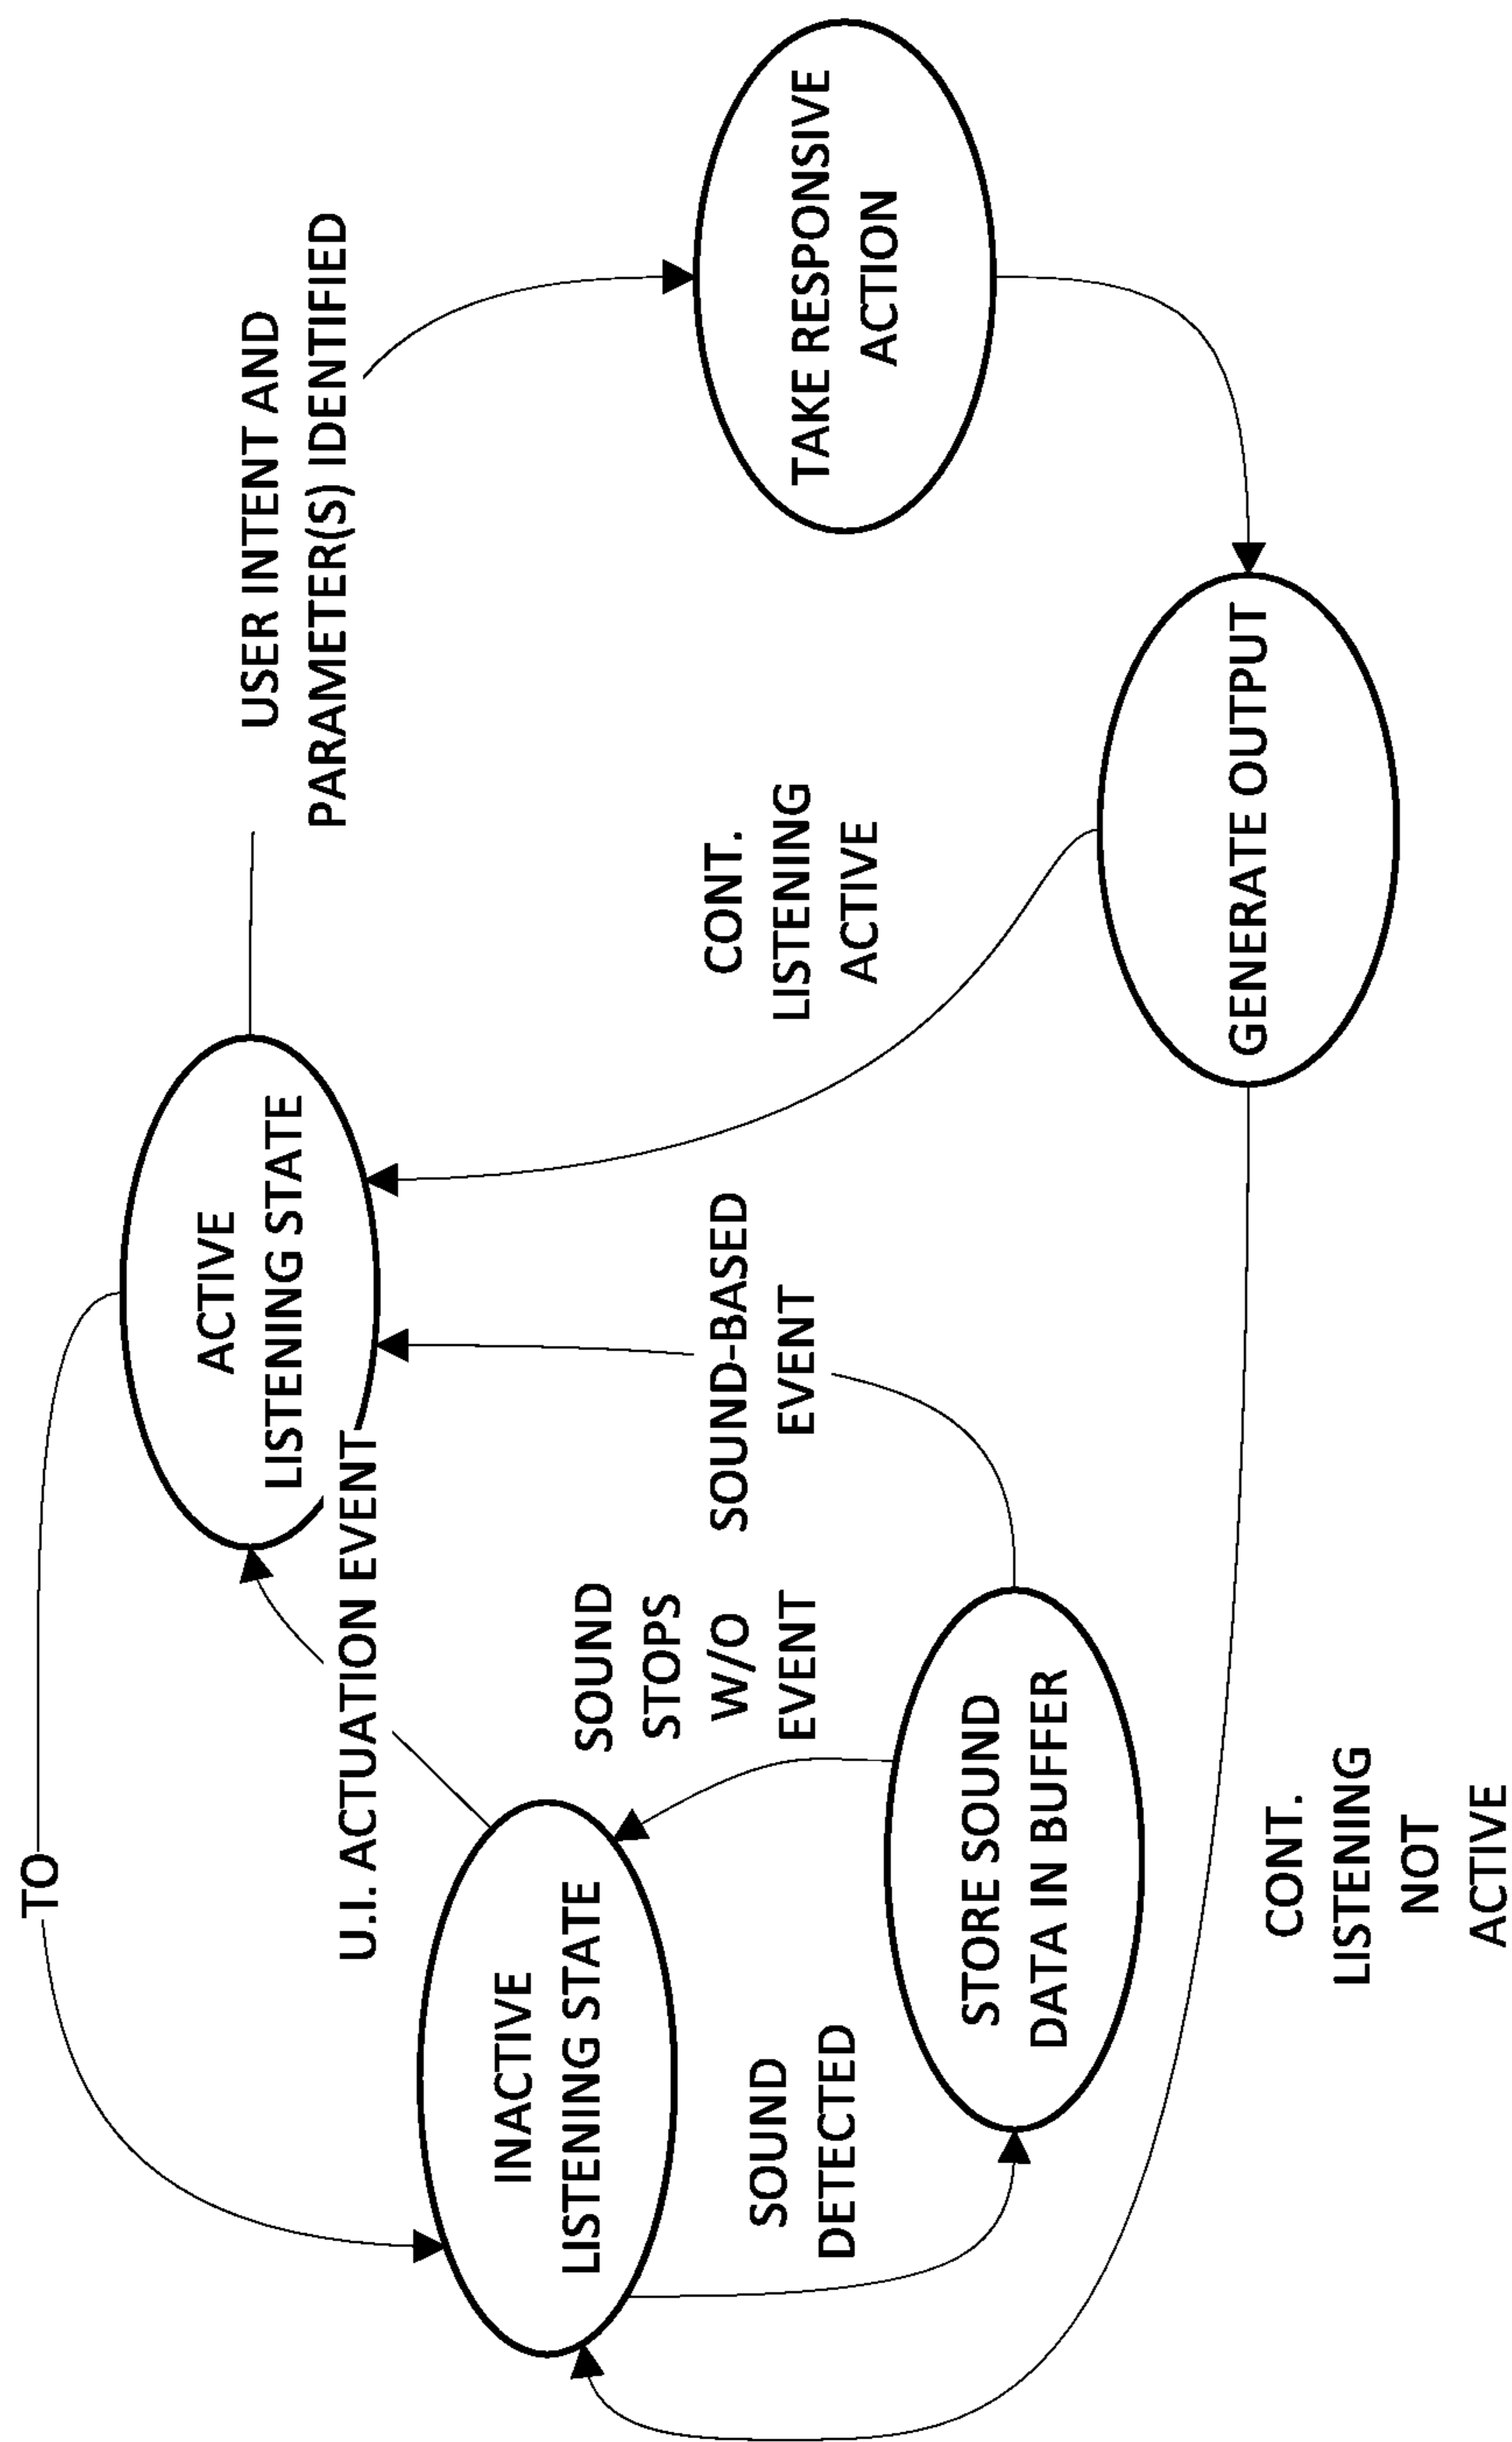 TO
U.I. ACTUATION EVENT
ACTIVE
LISTENING STATE
USER INTENT AND
PARAMETER(S) IDENTIFIED
INACTIVE
LISTENING STATE
SOUND
STOPS
W/O
EVENT
SOUND-BASED
EVENT
CONT.
LISTENING
ACTIVE
TAKE RESPONSIVE
ACTION
SOUND
DETECTED
STORE SOUND
DATA IN BUFFER
GENERATE OUTPUT
CONT.
LISTENING
NOT
ACTIVE